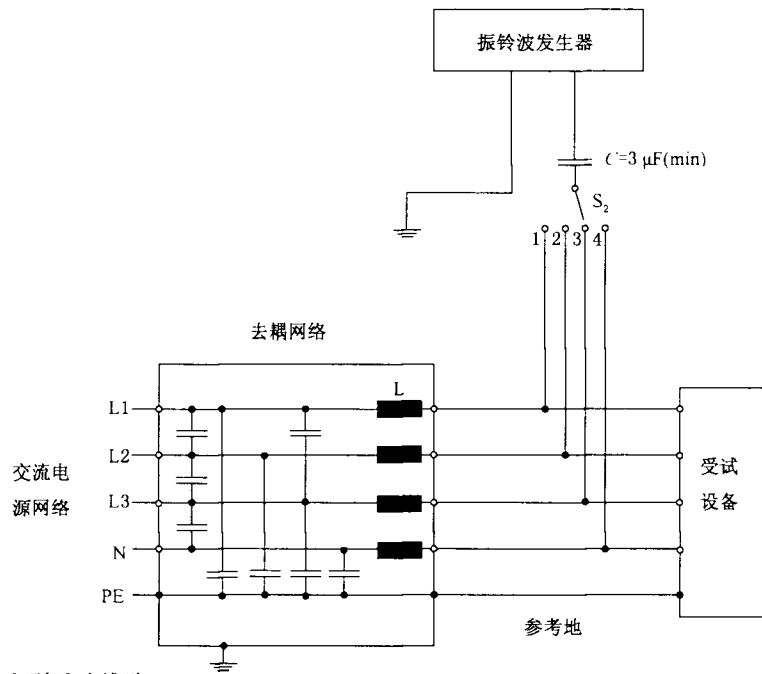 振铃波发生器
C=3 μF(min)
S₂
1 2 3 4
去耦网络
L
L1
L2
L3
N
PE
交流电
源网络
受试
设备
参考地